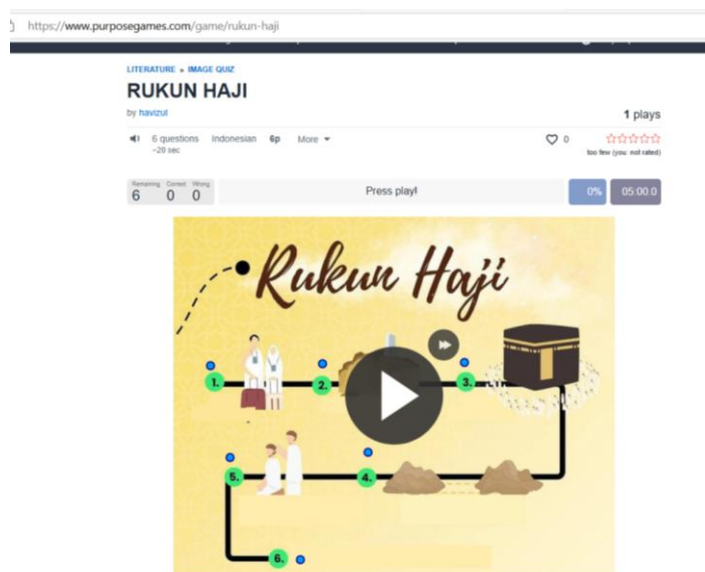 https://www.purposegames.com/game/rukun-haji
LITERATURE • IMAGE QUIZ
RUKUN HAJI
by havizul
1 plays
6 questions Indonesian 6p More
~20 sec
0
too few (you: not rated)
Remaining Correct Wrong
6 0 0
Press play!
0%
05:00.0
Rukun Haji
1.
2.
3.
5.
4.
6.